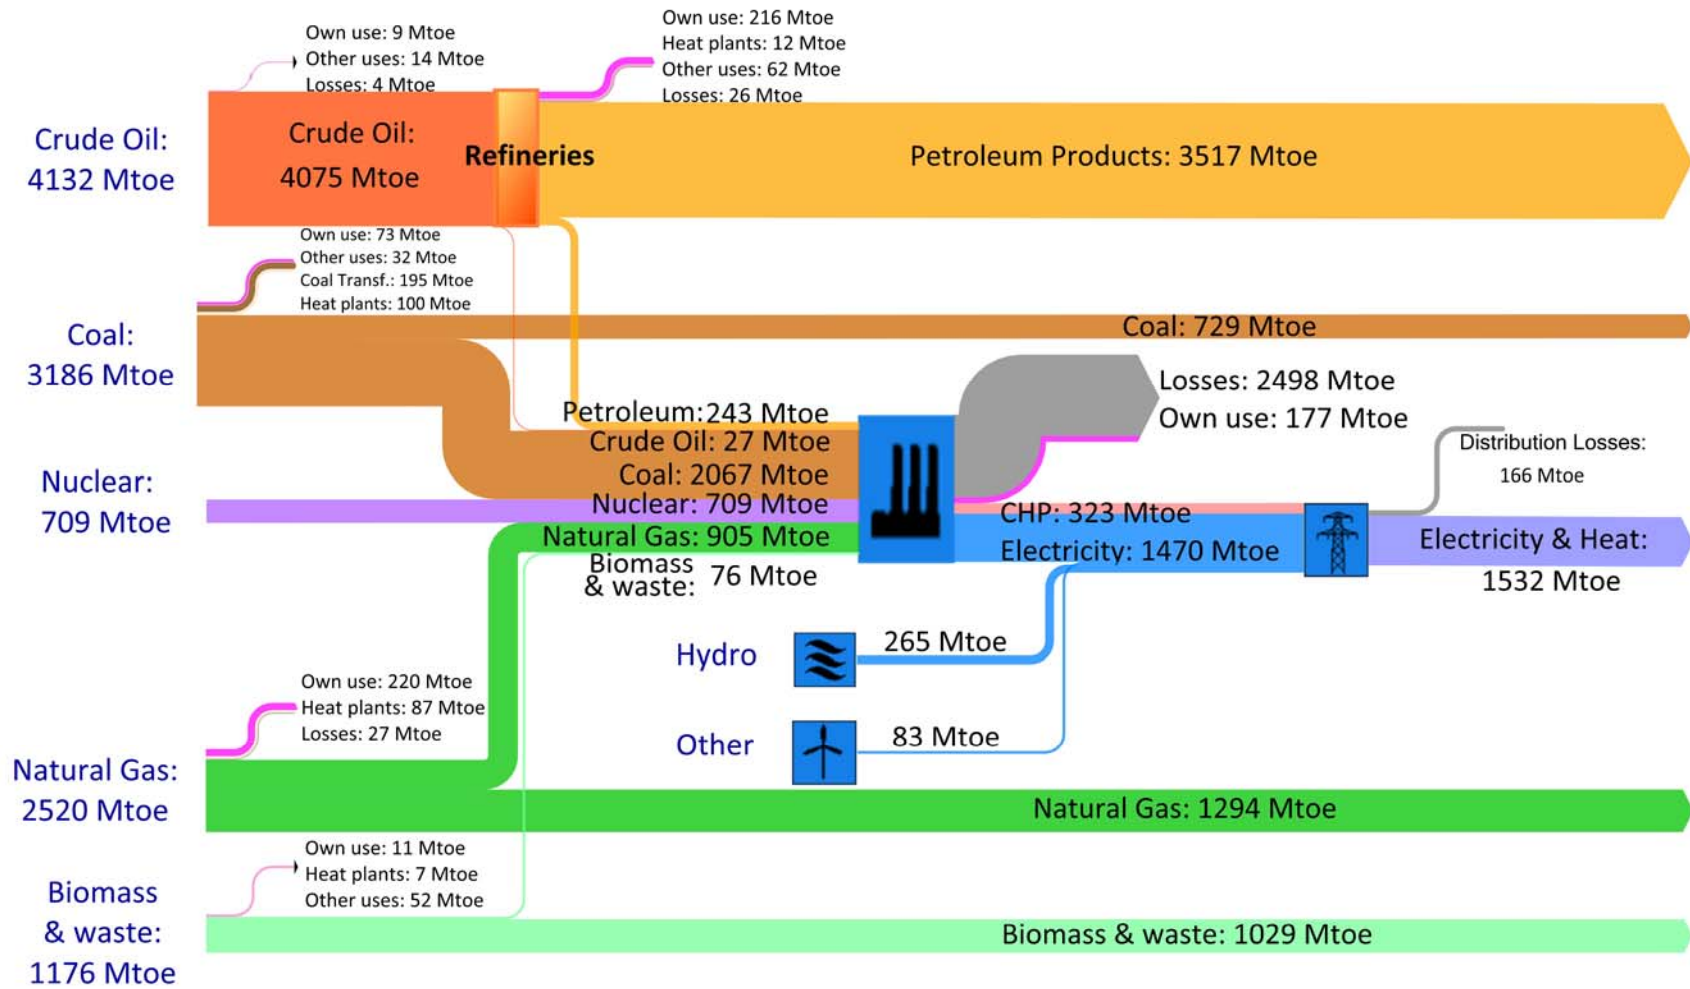 Own use: 9 Mtoe
Other uses: 14 Mtoe
Losses: 4 Mtoe
Own use: 216 Mtoe
Heat plants: 12 Mtoe
Other uses: 62 Mtoe
Losses: 26 Mtoe
Crude Oil:
4132 Mtoe
Crude Oil:
4075 Mtoe
Refineries
Petroleum Products: 3517 Mtoe
Own use: 73 Mtoe
Other uses: 32 Mtoe
Coal Transf.: 195 Mtoe
Heat plants: 100 Mtoe
Coal:
3186 Mtoe
Coal: 729 Mtoe
Losses: 2498 Mtoe
Own use: 177 Mtoe
Petroleum: 243 Mtoe
Crude Oil: 27 Mtoe
Coal: 2067 Mtoe
Nuclear: 709 Mtoe
Natural Gas: 905 Mtoe
Biomass
& waste: 76 Mtoe
Nuclear:
709 Mtoe
Distribution Losses:
166 Mtoe
CHP: 323 Mtoe
Electricity: 1470 Mtoe
Electricity & Heat:
1532 Mtoe
Hydro
265 Mtoe
Other
83 Mtoe
Own use: 220 Mtoe
Heat plants: 87 Mtoe
Losses: 27 Mtoe
Natural Gas:
2520 Mtoe
Natural Gas: 1294 Mtoe
Own use: 11 Mtoe
Heat plants: 7 Mtoe
Other uses: 52 Mtoe
Biomass
& waste:
1176 Mtoe
Biomass & waste: 1029 Mtoe